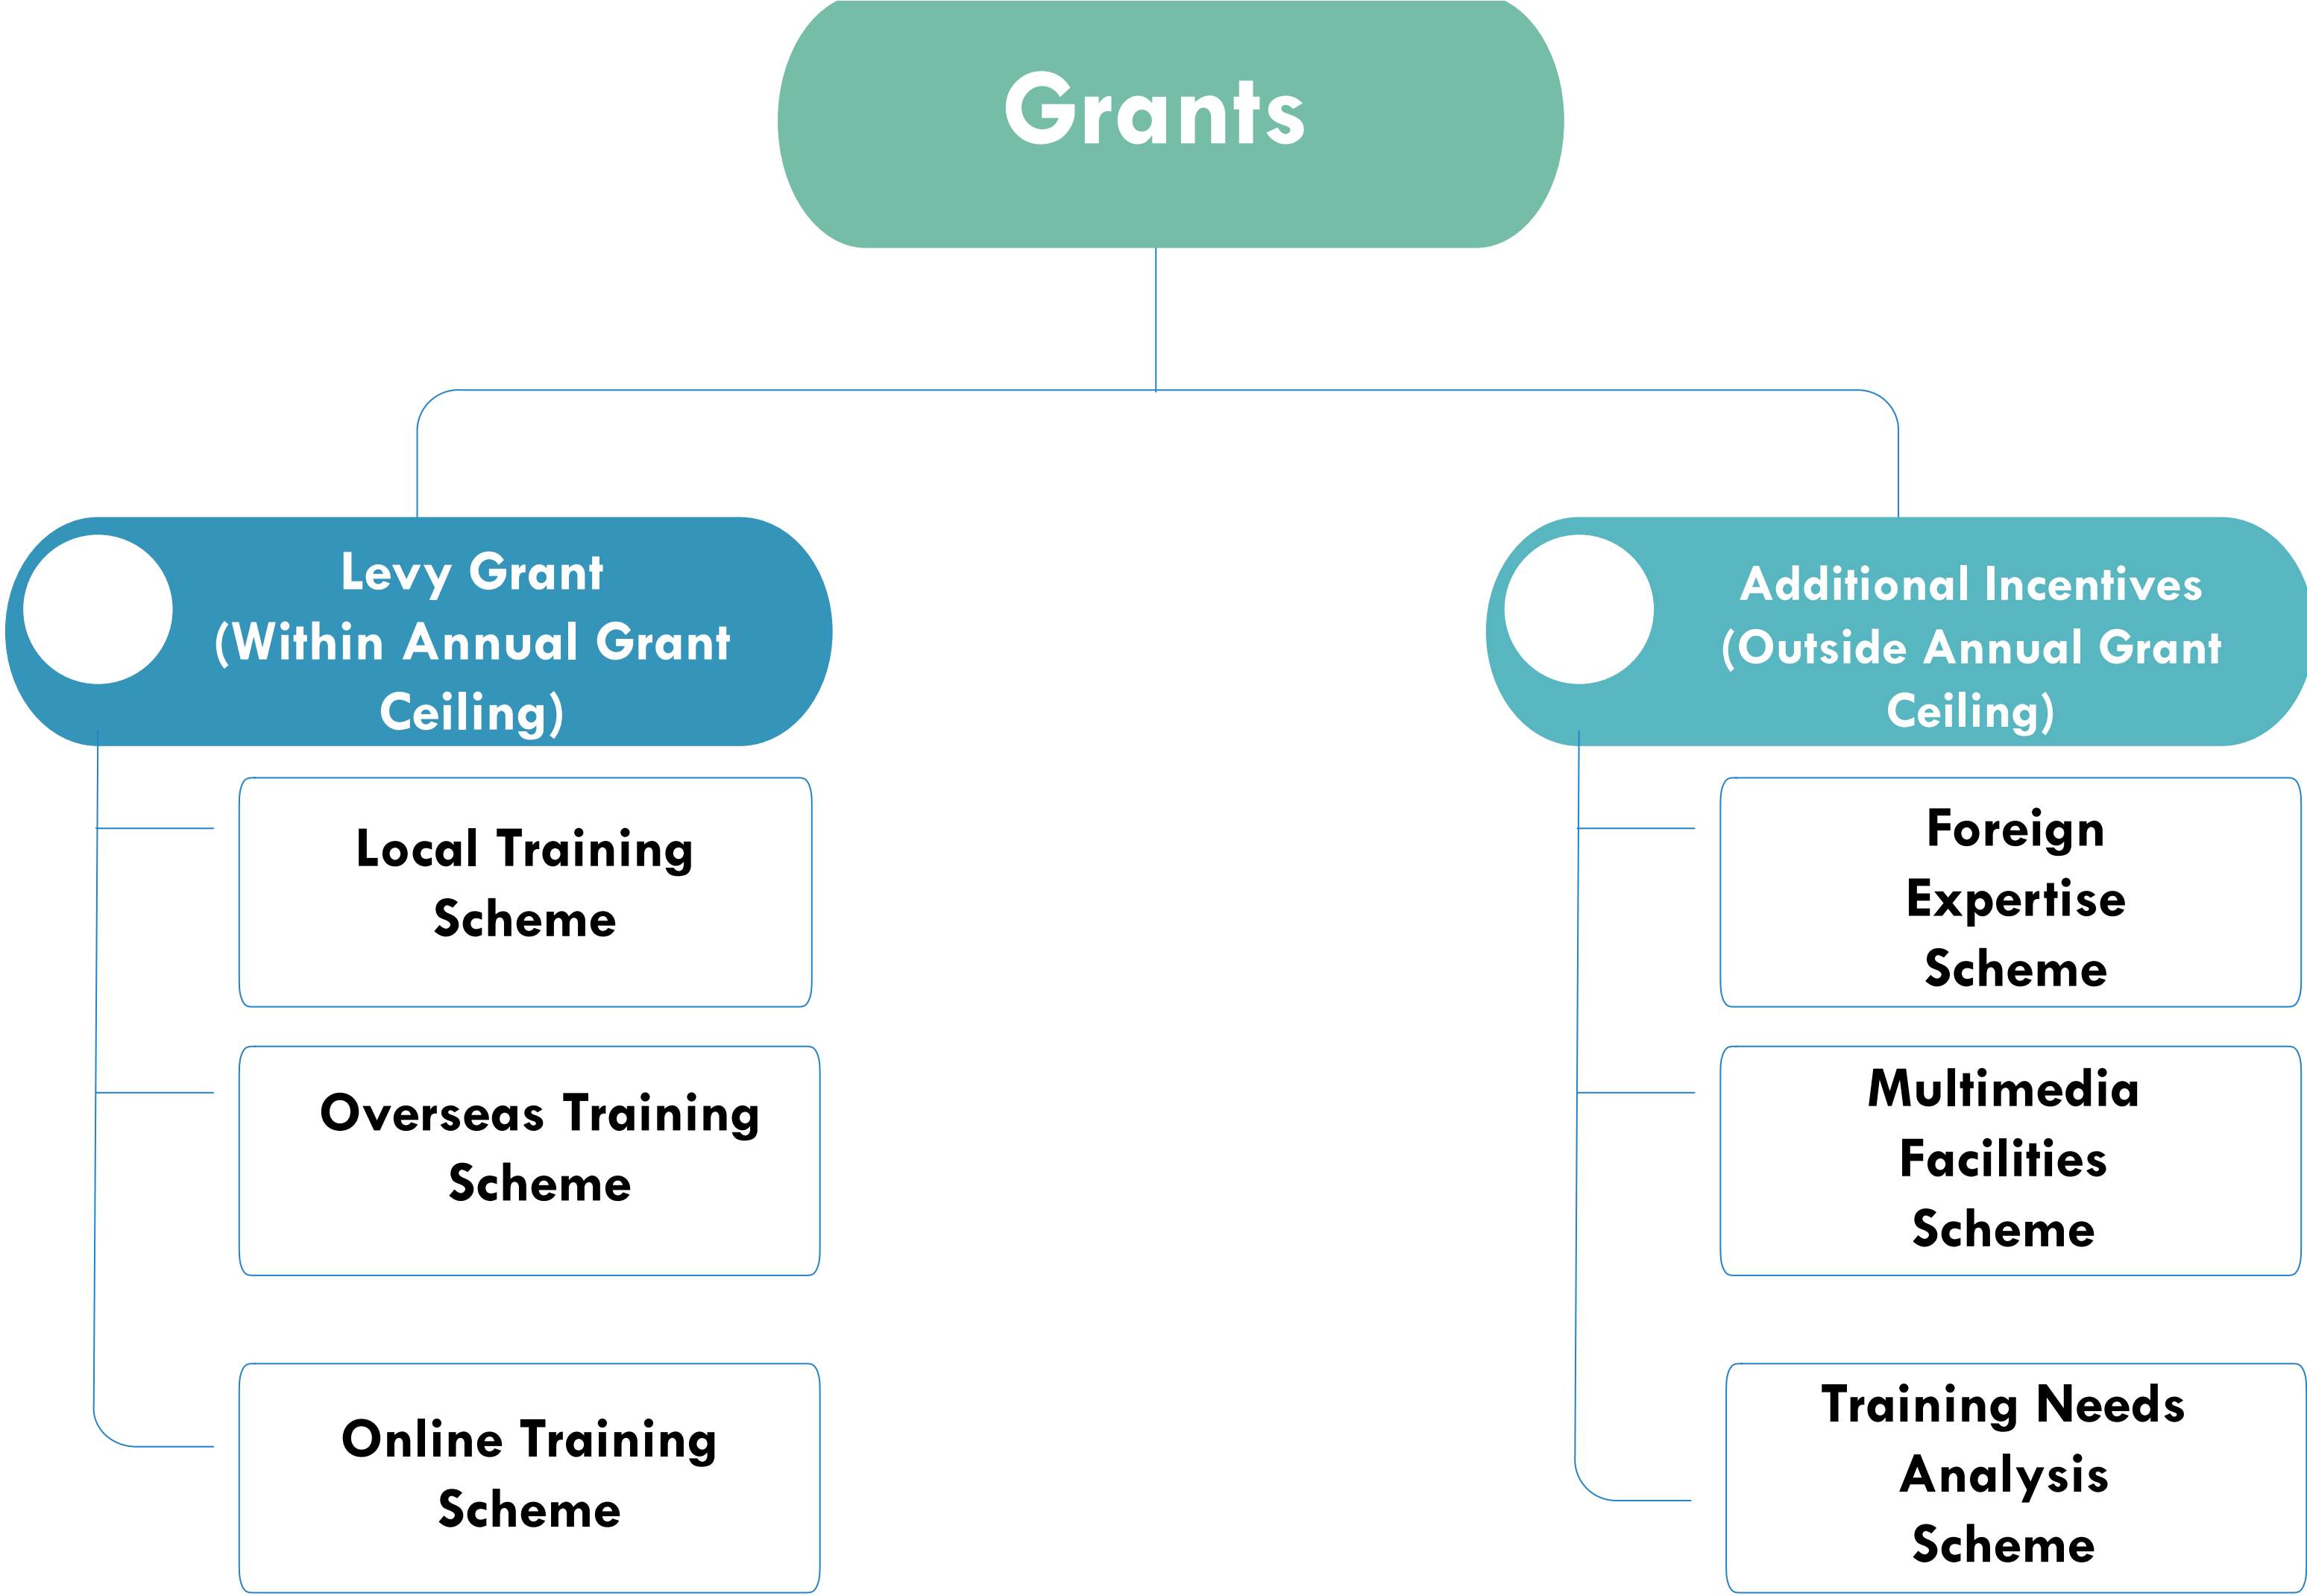 Grants
Levy Grant
(Within Annual Grant
Ceiling)
Local Training
Scheme
Overseas Training
Scheme
Online Training
Scheme
Additional Incentives
(Outside Annual Grant
Ceiling)
Foreign
Expertise
Scheme
Multimedia
Facilities
Scheme
Training Needs
Analysis
Scheme